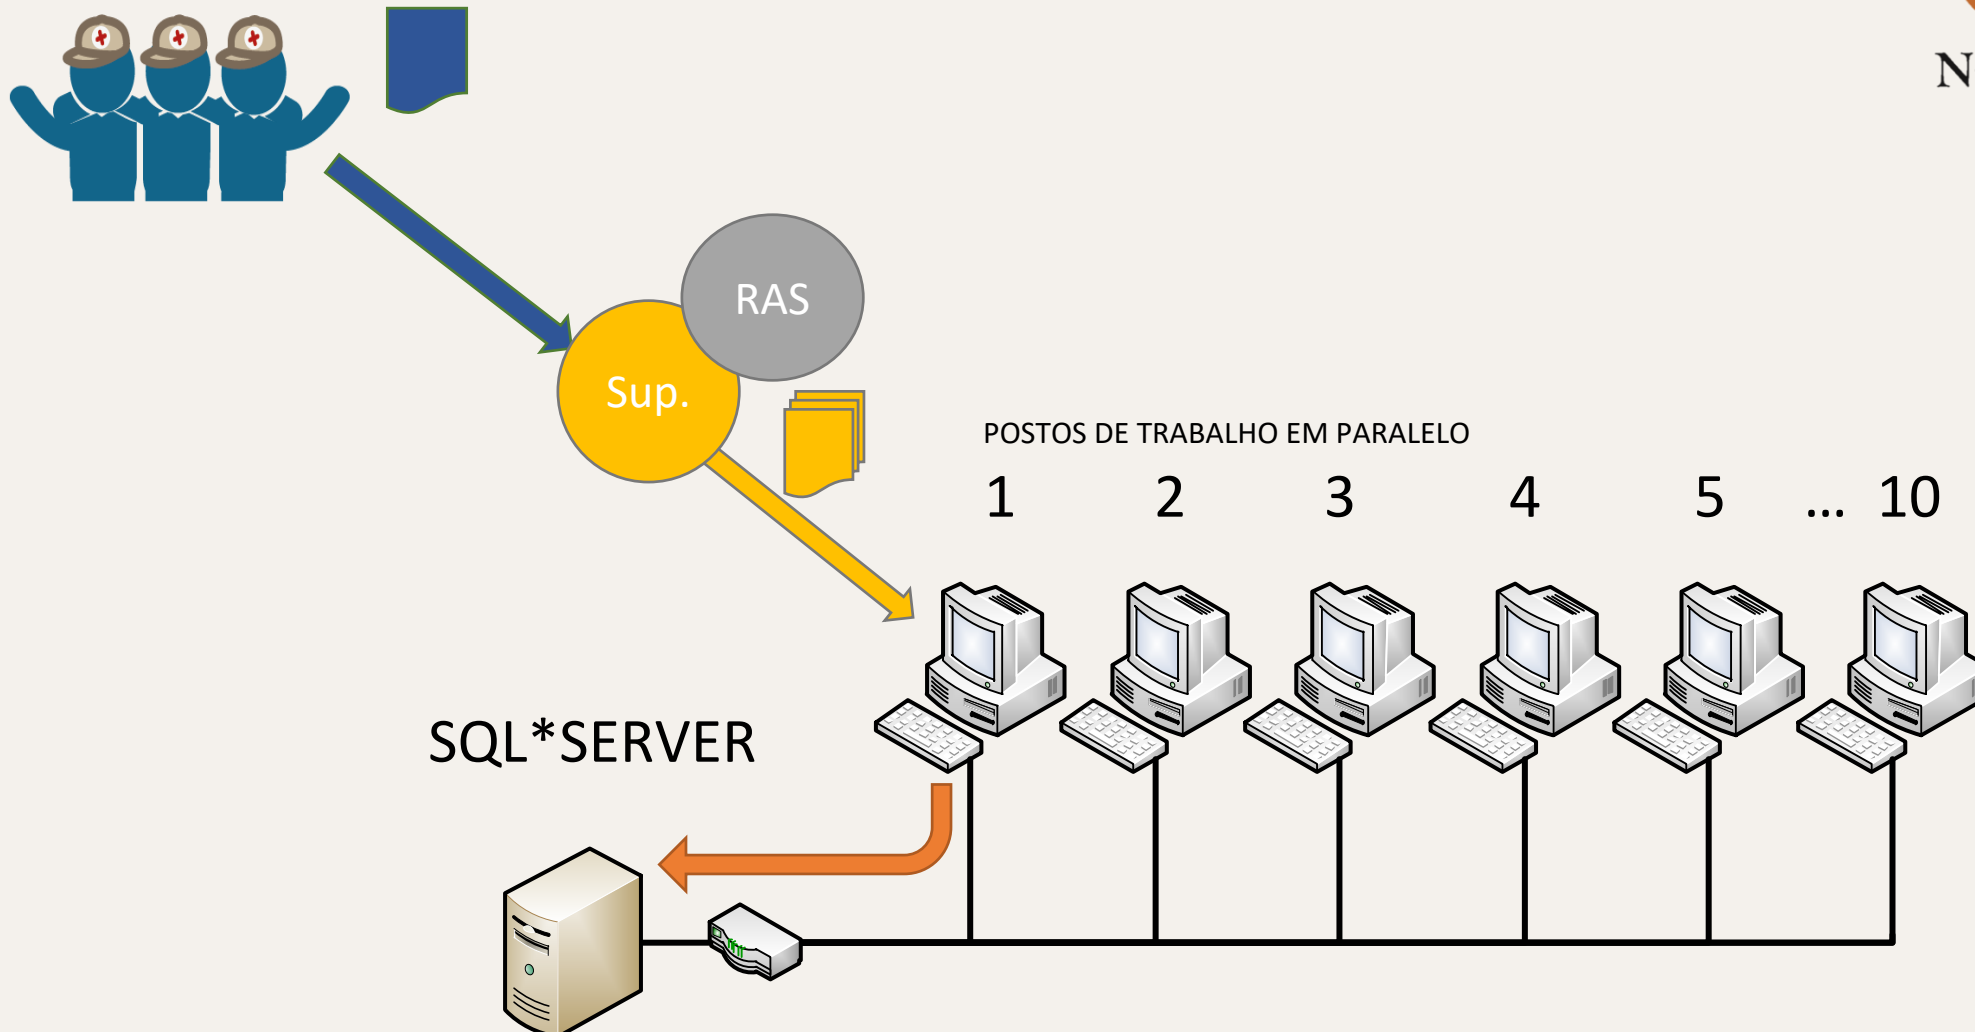 N
RAS
Sup.
POSTOS DE TRABALHO EM PARALELO
1 2 3 4 5 ... 10
SQL*SERVER